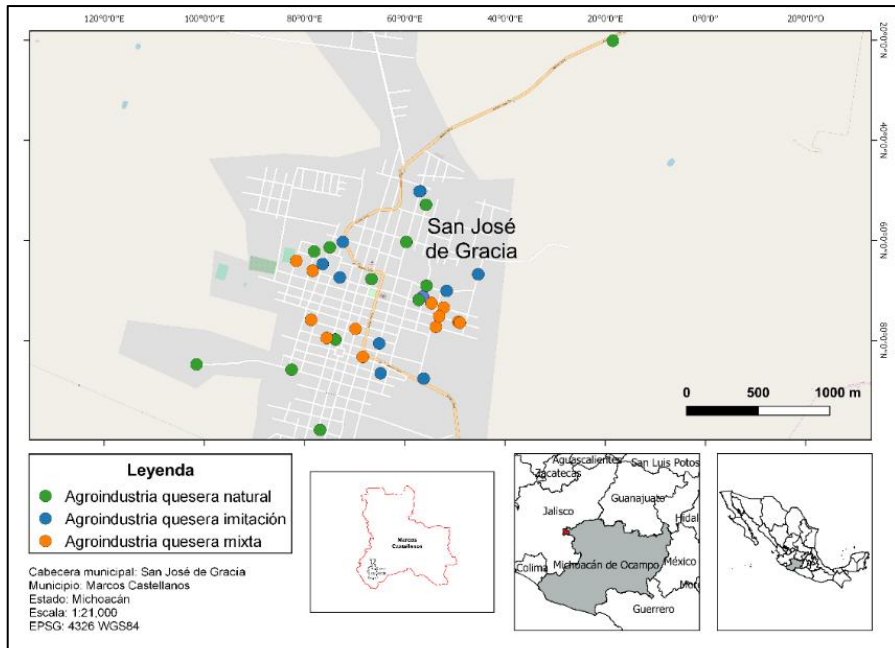 120°0'0"E 100°0'0"E 80°0'0"E 60°0'0"E 40°0'0"E 20°0'0"E 0°0'0"E 20°0'0"E
20°0'0"N
40°0'0"N
60°0'0"N
80°0'0"N
San José
de Gracia
0 500 1000 m
Leyenda
Agroindustria quesera natural
Agroindustria quesera imitación
Agroindustria quesera mixta
Cabecera municipal: San José de Gracia
Municipio: Marcos Castellanos
Estado: Michoacán
Escala: 1:21,000
EPSG: 4326 WGS84
Marcos
Castellanos
Aguascalientes
Zacatecas
San Luis Potos
Jalisco
Guanajuato
Hidal
Michoacán de Ocampo
México
Colima
Mor
Guerrero